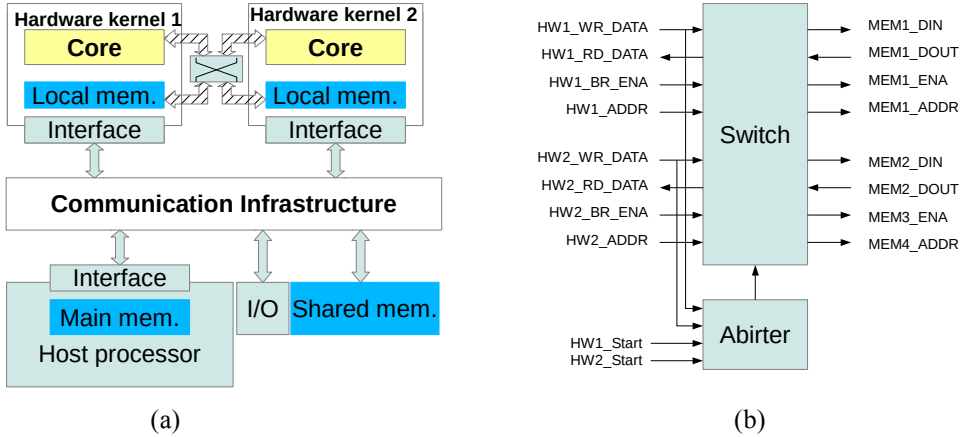 Hardware kernel 1
Hardware kernel 2
Core
Core
Local mem.
Local mem.
Interface
Interface
Communication Infrastructure
Interface
Main mem.
Host processor
I/O
Shared mem.
(a)
HW1_WR_DATA
HW1_RD_DATA
HW1_BR_ENA
HW1_ADDR
HW2_WR_DATA
HW2_RD_DATA
HW2_BR_ENA
HW2_ADDR
HW1_Start
HW2_Start
Switch
Abirter
MEM1_DIN
MEM1_DOUT
MEM1_ENA
MEM1_ADDR
MEM2_DIN
MEM2_DOUT
MEM3_ENA
MEM4_ADDR
(b)